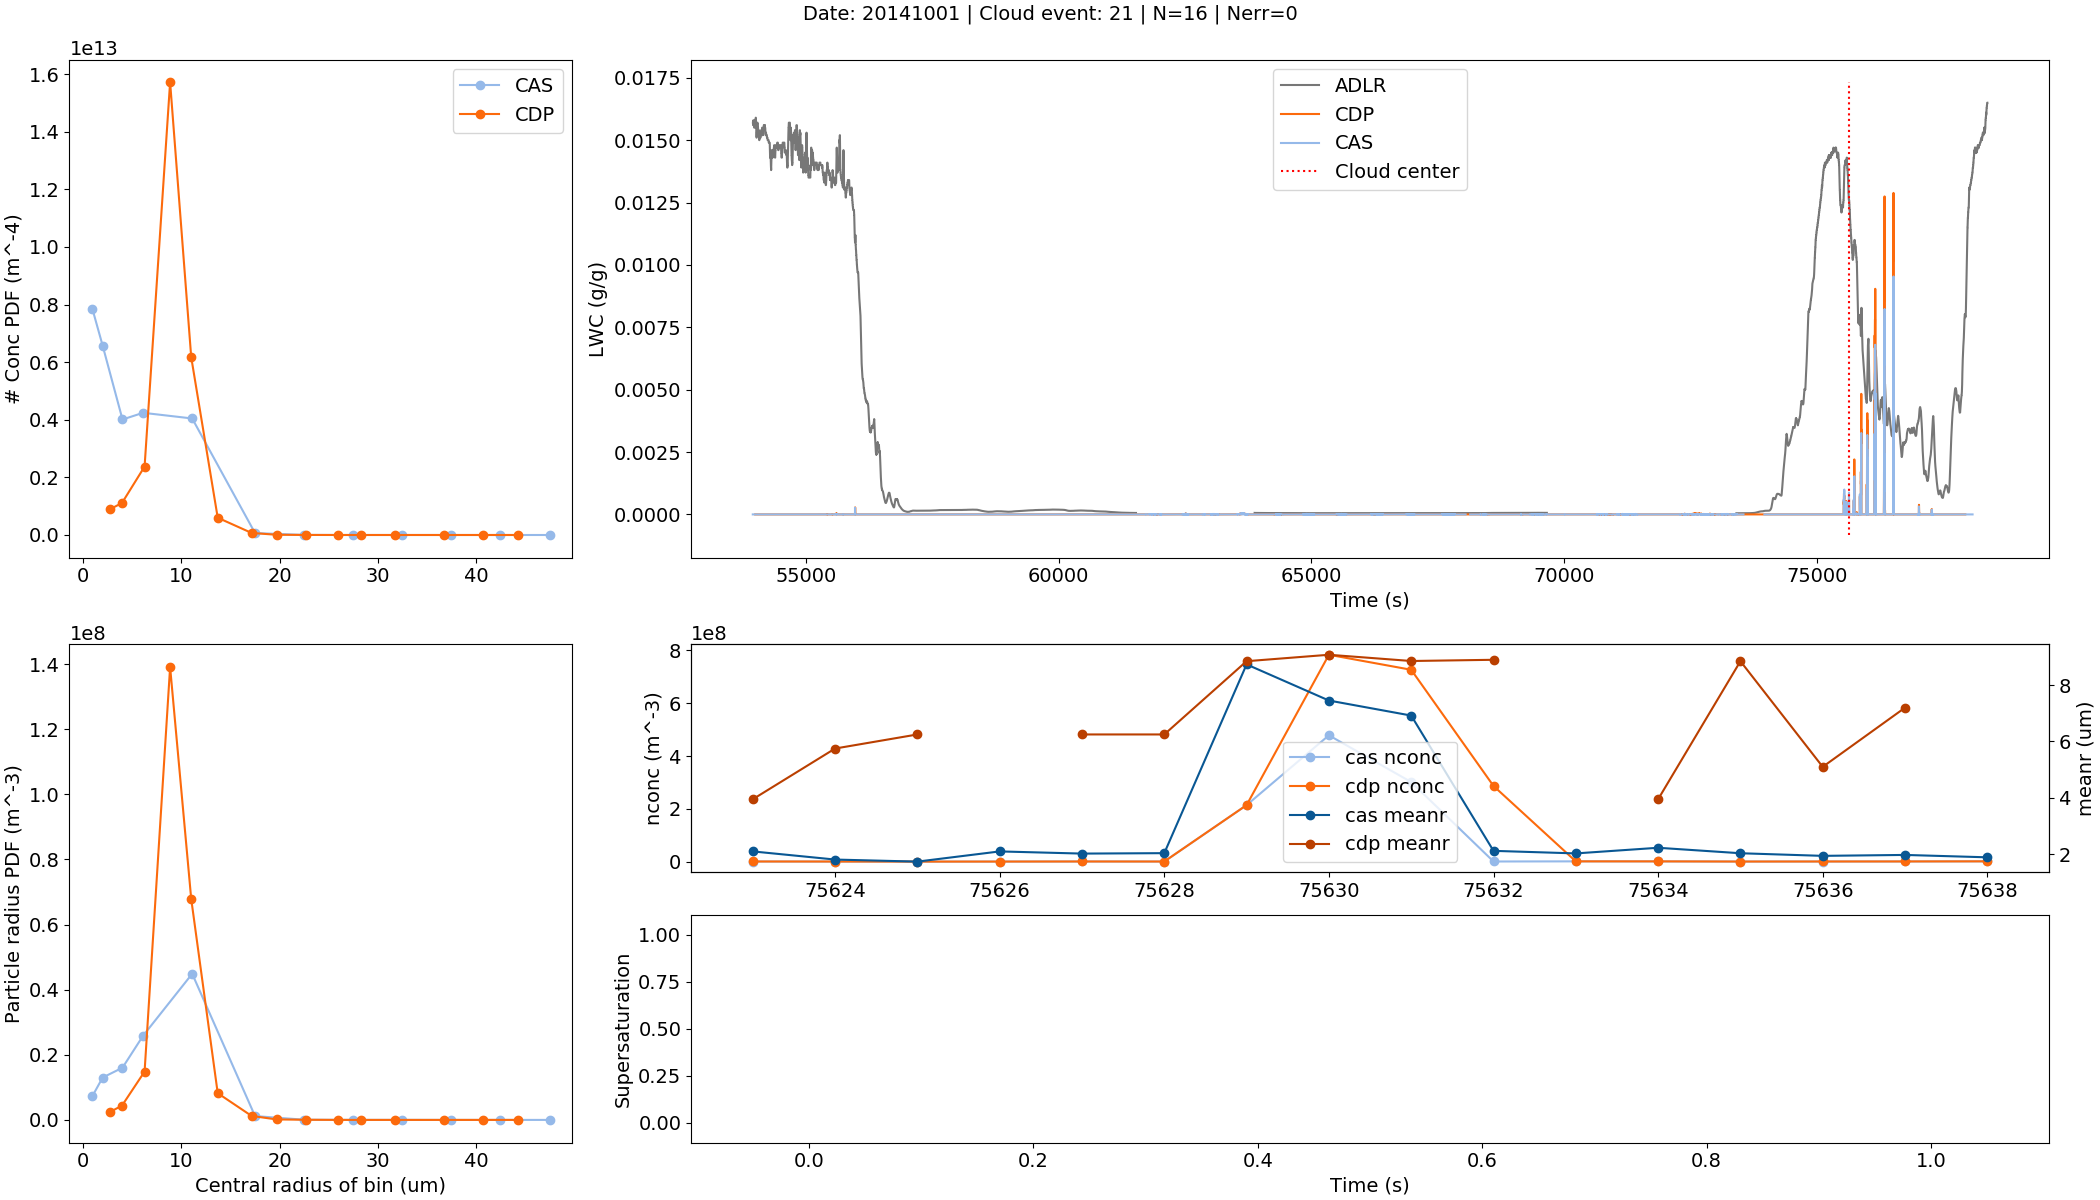 Date: 20141001 | Cloud event: 21 | N=16 | Nerr=0
1e13
# Conc PDF (m^-4)
1.6
1.4
1.2
1.0
0.8
0.6
0.4
0.2
0.0
CAS
CDP
0 10 20 30 40
LWC (g/g)
0.0175
0.0150
0.0125
0.0100
0.0075
0.0050
0.0025
0.0000
ADLR
CDP
CAS
Cloud center
55000 60000 65000 70000 75000
Time (s)
1e8
Particle radius PDF (m^-3)
1.4
1.2
1.0
0.8
0.6
0.4
0.2
0.0
0 10 20 30 40
Central radius of bin (um)
1e8
nconc (m^-3)
8
6
4
2
0
cas nconc
cdp nconc
cas meanr
cdp meanr
8
6
4
2
meanr (um)
75624 75626 75628 75630 75632 75634 75636 75638
Supersaturation
1.00
0.75
0.50
0.25
0.00
0.0 0.2 0.4 0.6 0.8 1.0
Time (s)